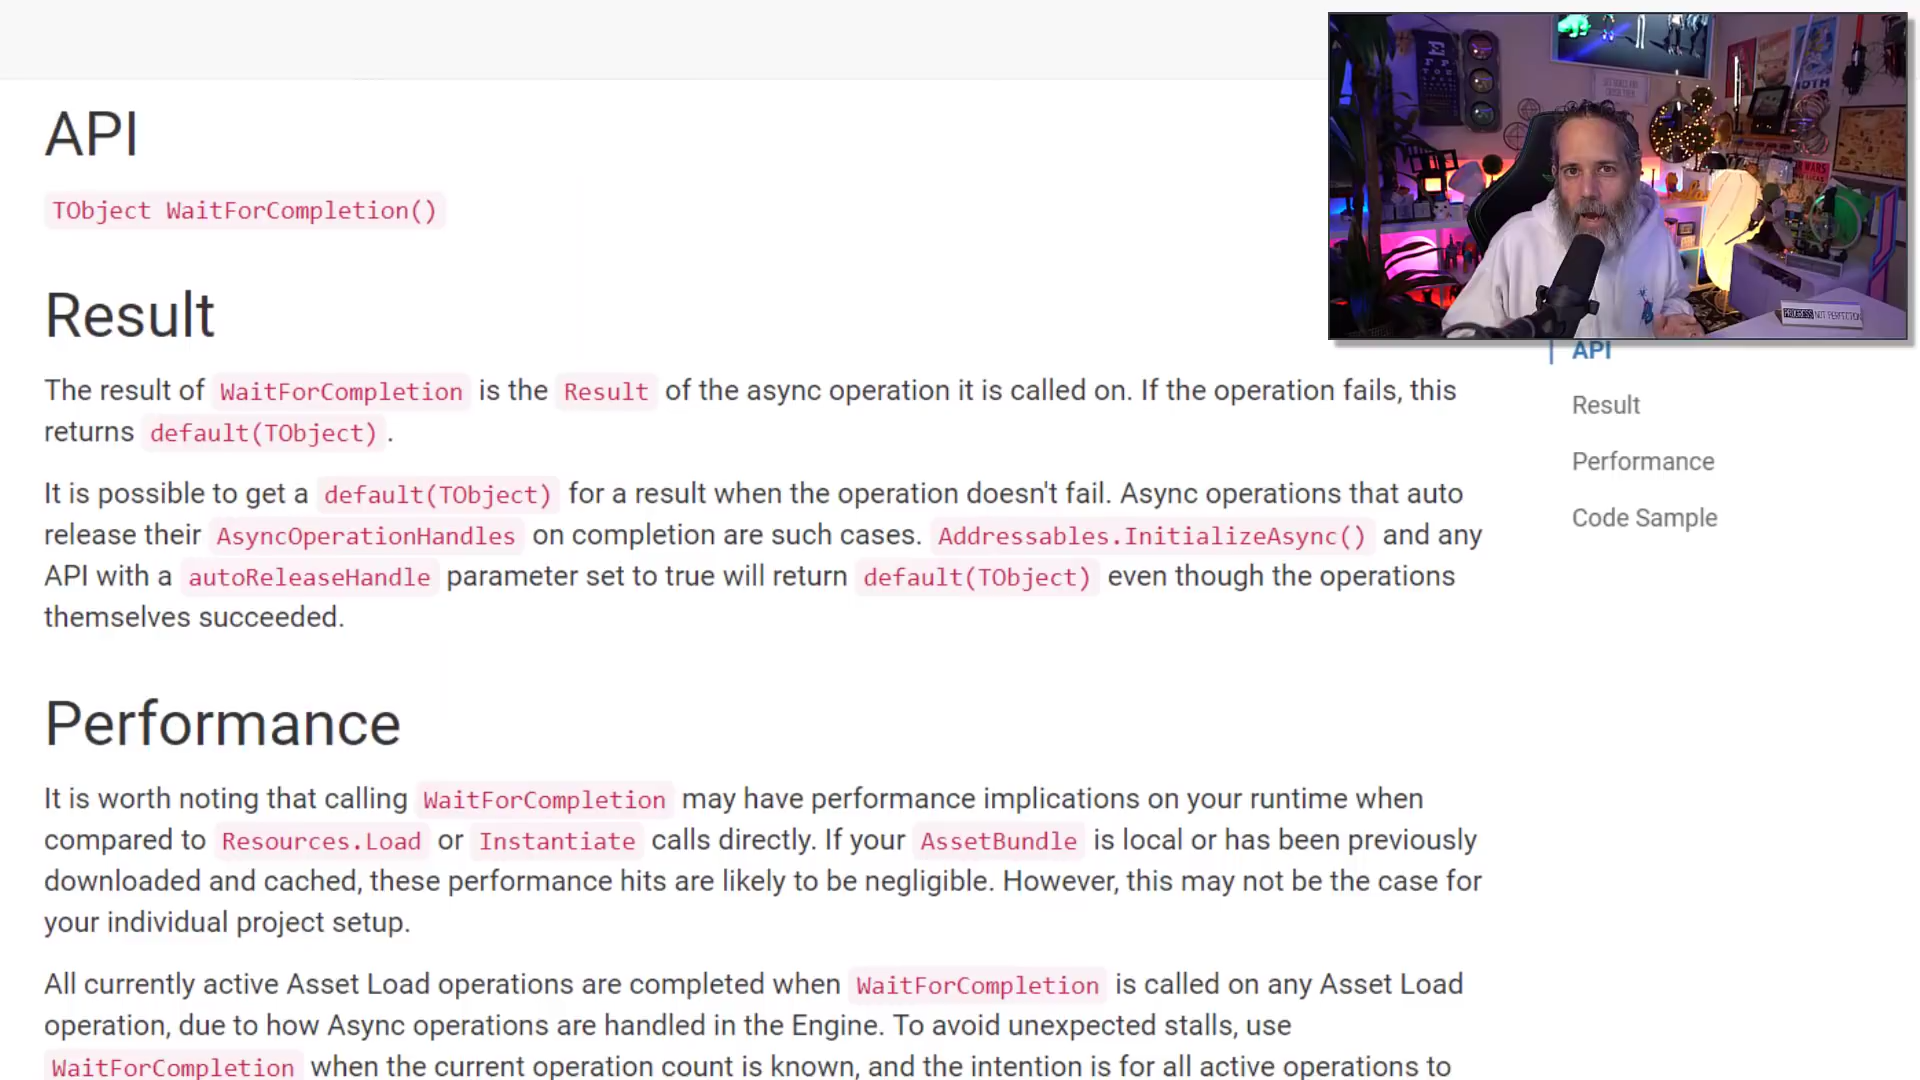 API
TObject WaitForCompletion()
Result
The result of WaitForCompletion is the Result of the async operation it is called on. If the operation fails, this
returns default(TObject) .
It is possible to get a default(TObject) for a result when the operation doesn't fail. Async operations that auto
release their AsyncOperationHandles on completion are such cases. Addressables.InitializeAsync() and any
API with a autoReleaseHandle parameter set to true will return default(TObject) even though the operations
themselves succeeded.
Performance
It is worth noting that calling WaitForCompletion may have performance implications on your runtime when
compared to Resources.Load or Instantiate calls directly. If your AssetBundle is local or has been previously
downloaded and cached, these performance hits are likely to be negligible. However, this may not be the case for
your individual project setup.
All currently active Asset Load operations are completed when WaitForCompletion is called on any Asset Load
operation, due to how Async operations are handled in the Engine. To avoid unexpected stalls, use
WaitForCompletion when the current operation count is known, and the intention is for all active operations to
API
Result
Performance
Code Sample
PROGRESS NOT PERFECTION